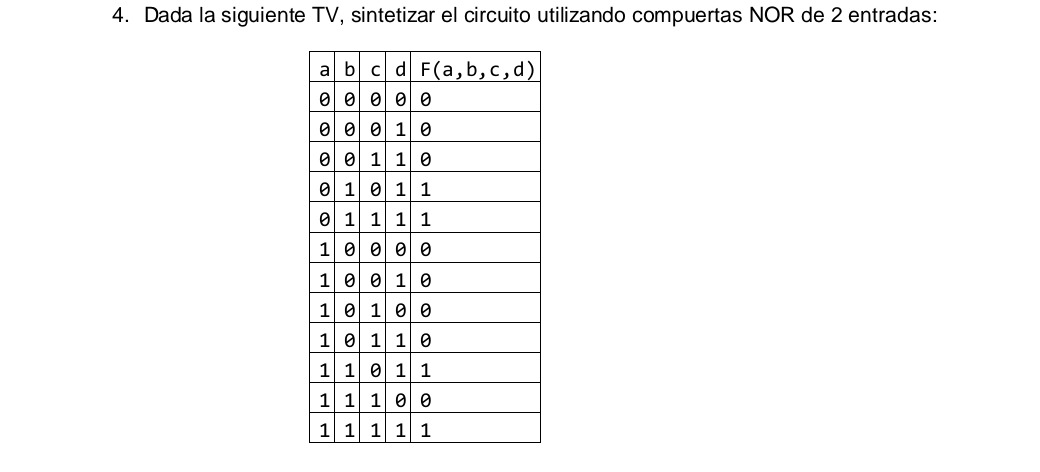 4. Dada la siguiente TV, sintetizar el circuito utilizando compuertas NOR de 2 entradas:
a b c d F(a,b,c,d)
0 0 0 0 0
0 0 0 1 0
0 0 1 1 0
0 1 0 1 1
0 1 1 1 1
1 0 0 0 0
1 0 0 1 0
1 0 1 0 0
1 0 1 1 0
1 1 0 1 1
1 1 1 0 0
1 1 1 1 1